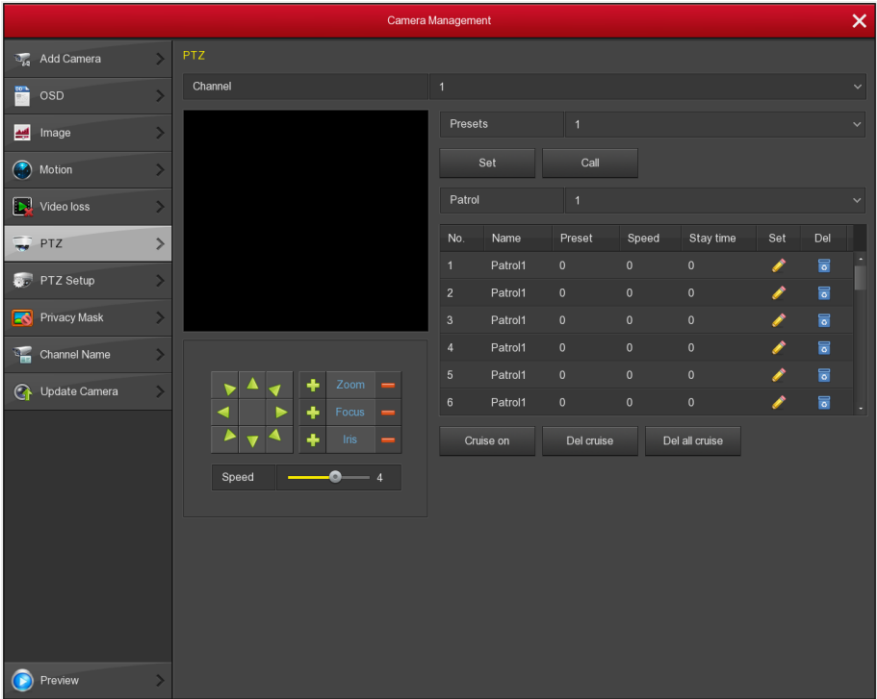 Camera Management
Add Camera
OSD
Image
Motion
Video loss
PTZ
PTZ Setup
Privacy Mask
Channel Name
Update Camera
Preview
PTZ
Channel 1
Presets 1
Set Call
Patrol 1
No. Name Preset Speed Stay time Set Del
1 Patrol1 0 0 0
2 Patrol1 0 0 0
3 Patrol1 0 0 0
4 Patrol1 0 0 0
5 Patrol1 0 0 0
6 Patrol1 0 0 0
Cruise on Del cruise Del all cruise
Zoom
Focus
Iris
Speed 4